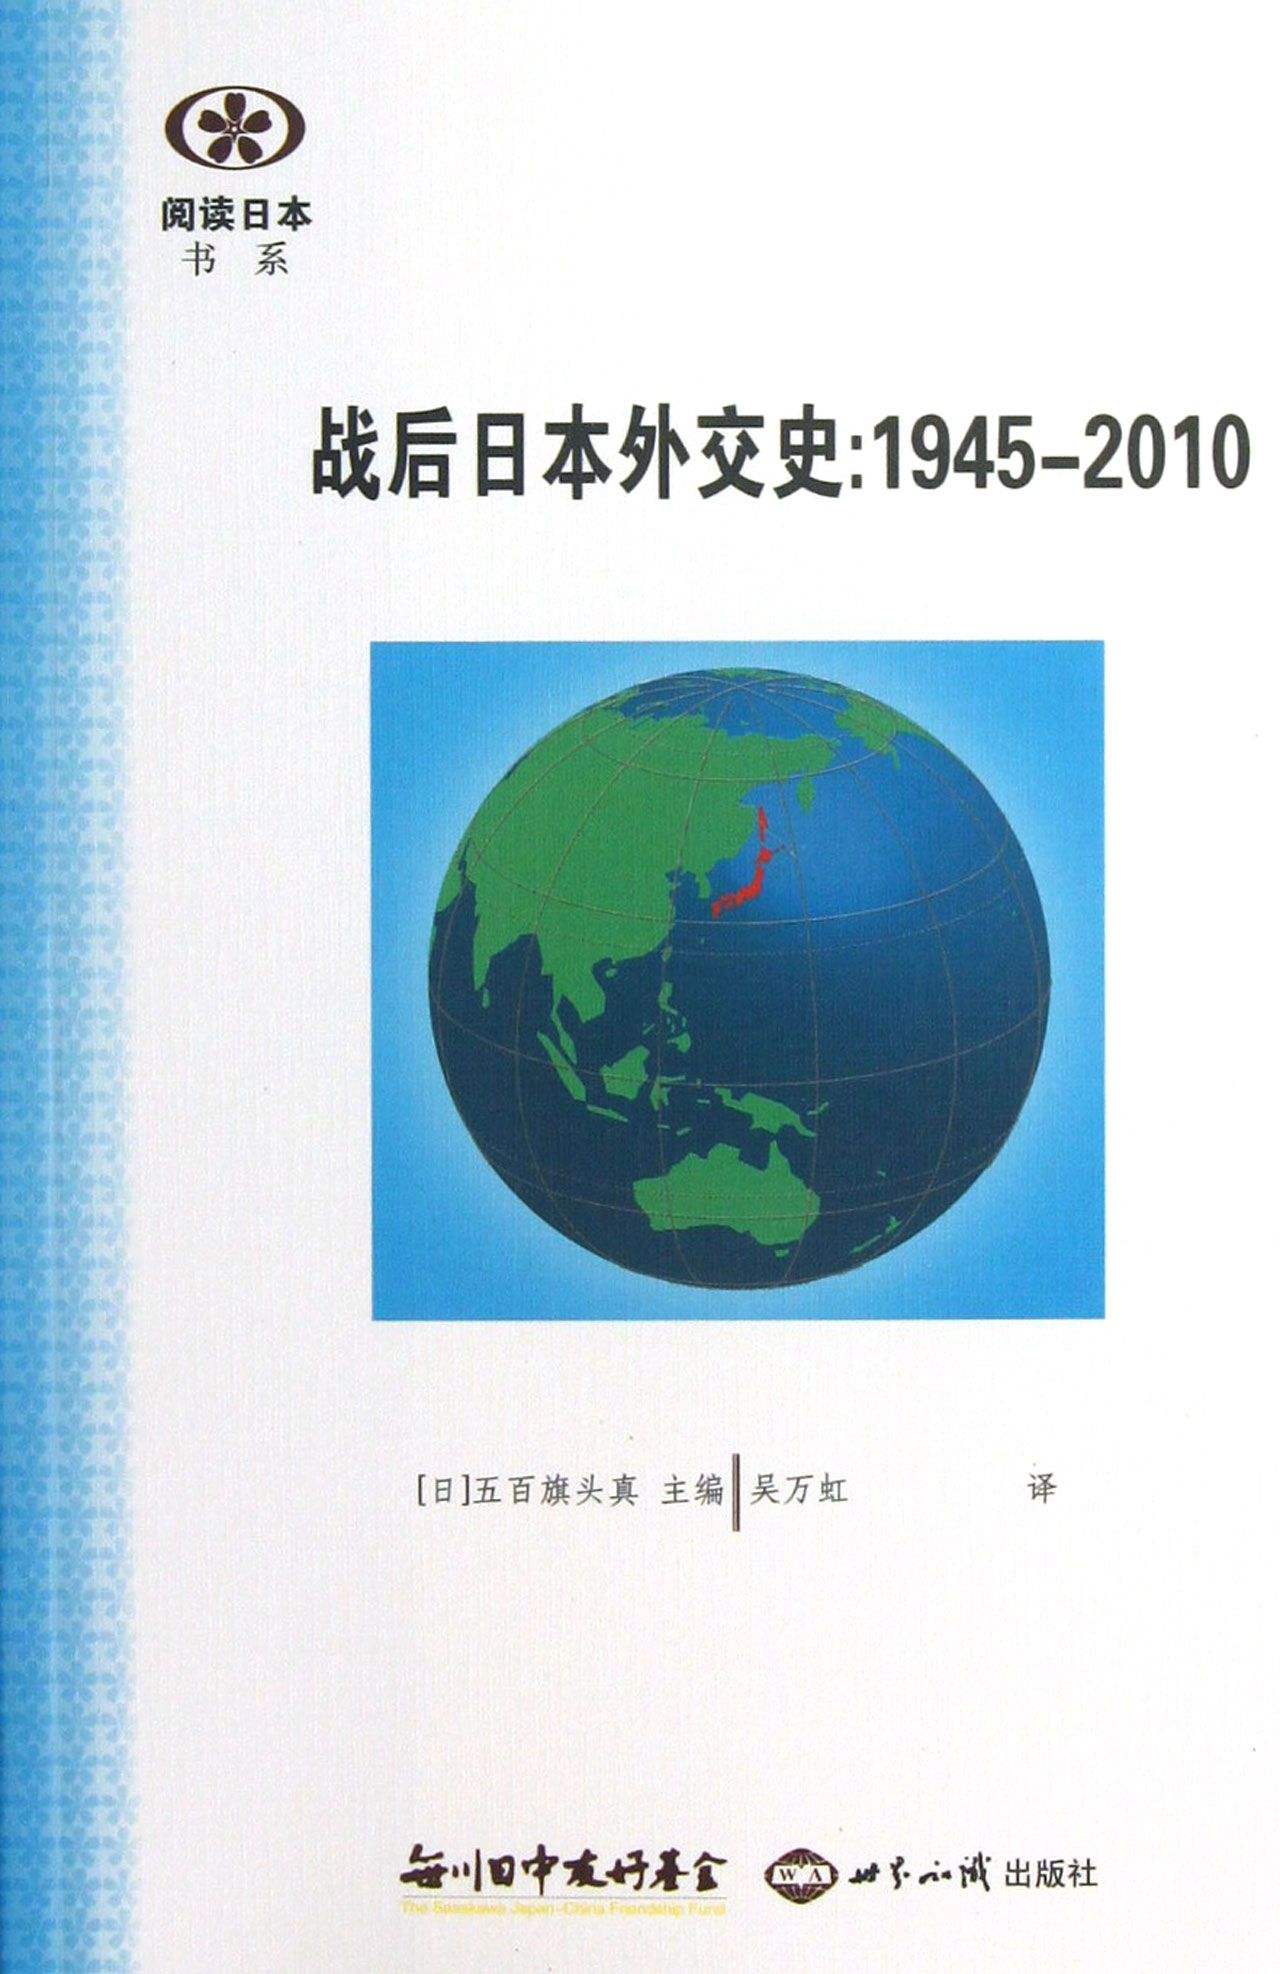 阅读日本
书 系
战后日本外交史:1945-2010
[日]五百旗头真 主编 吴万虹 译
笹川日中友好基金
The Sasakawa Japan-China Friendship Fund
WA 世界知识出版社